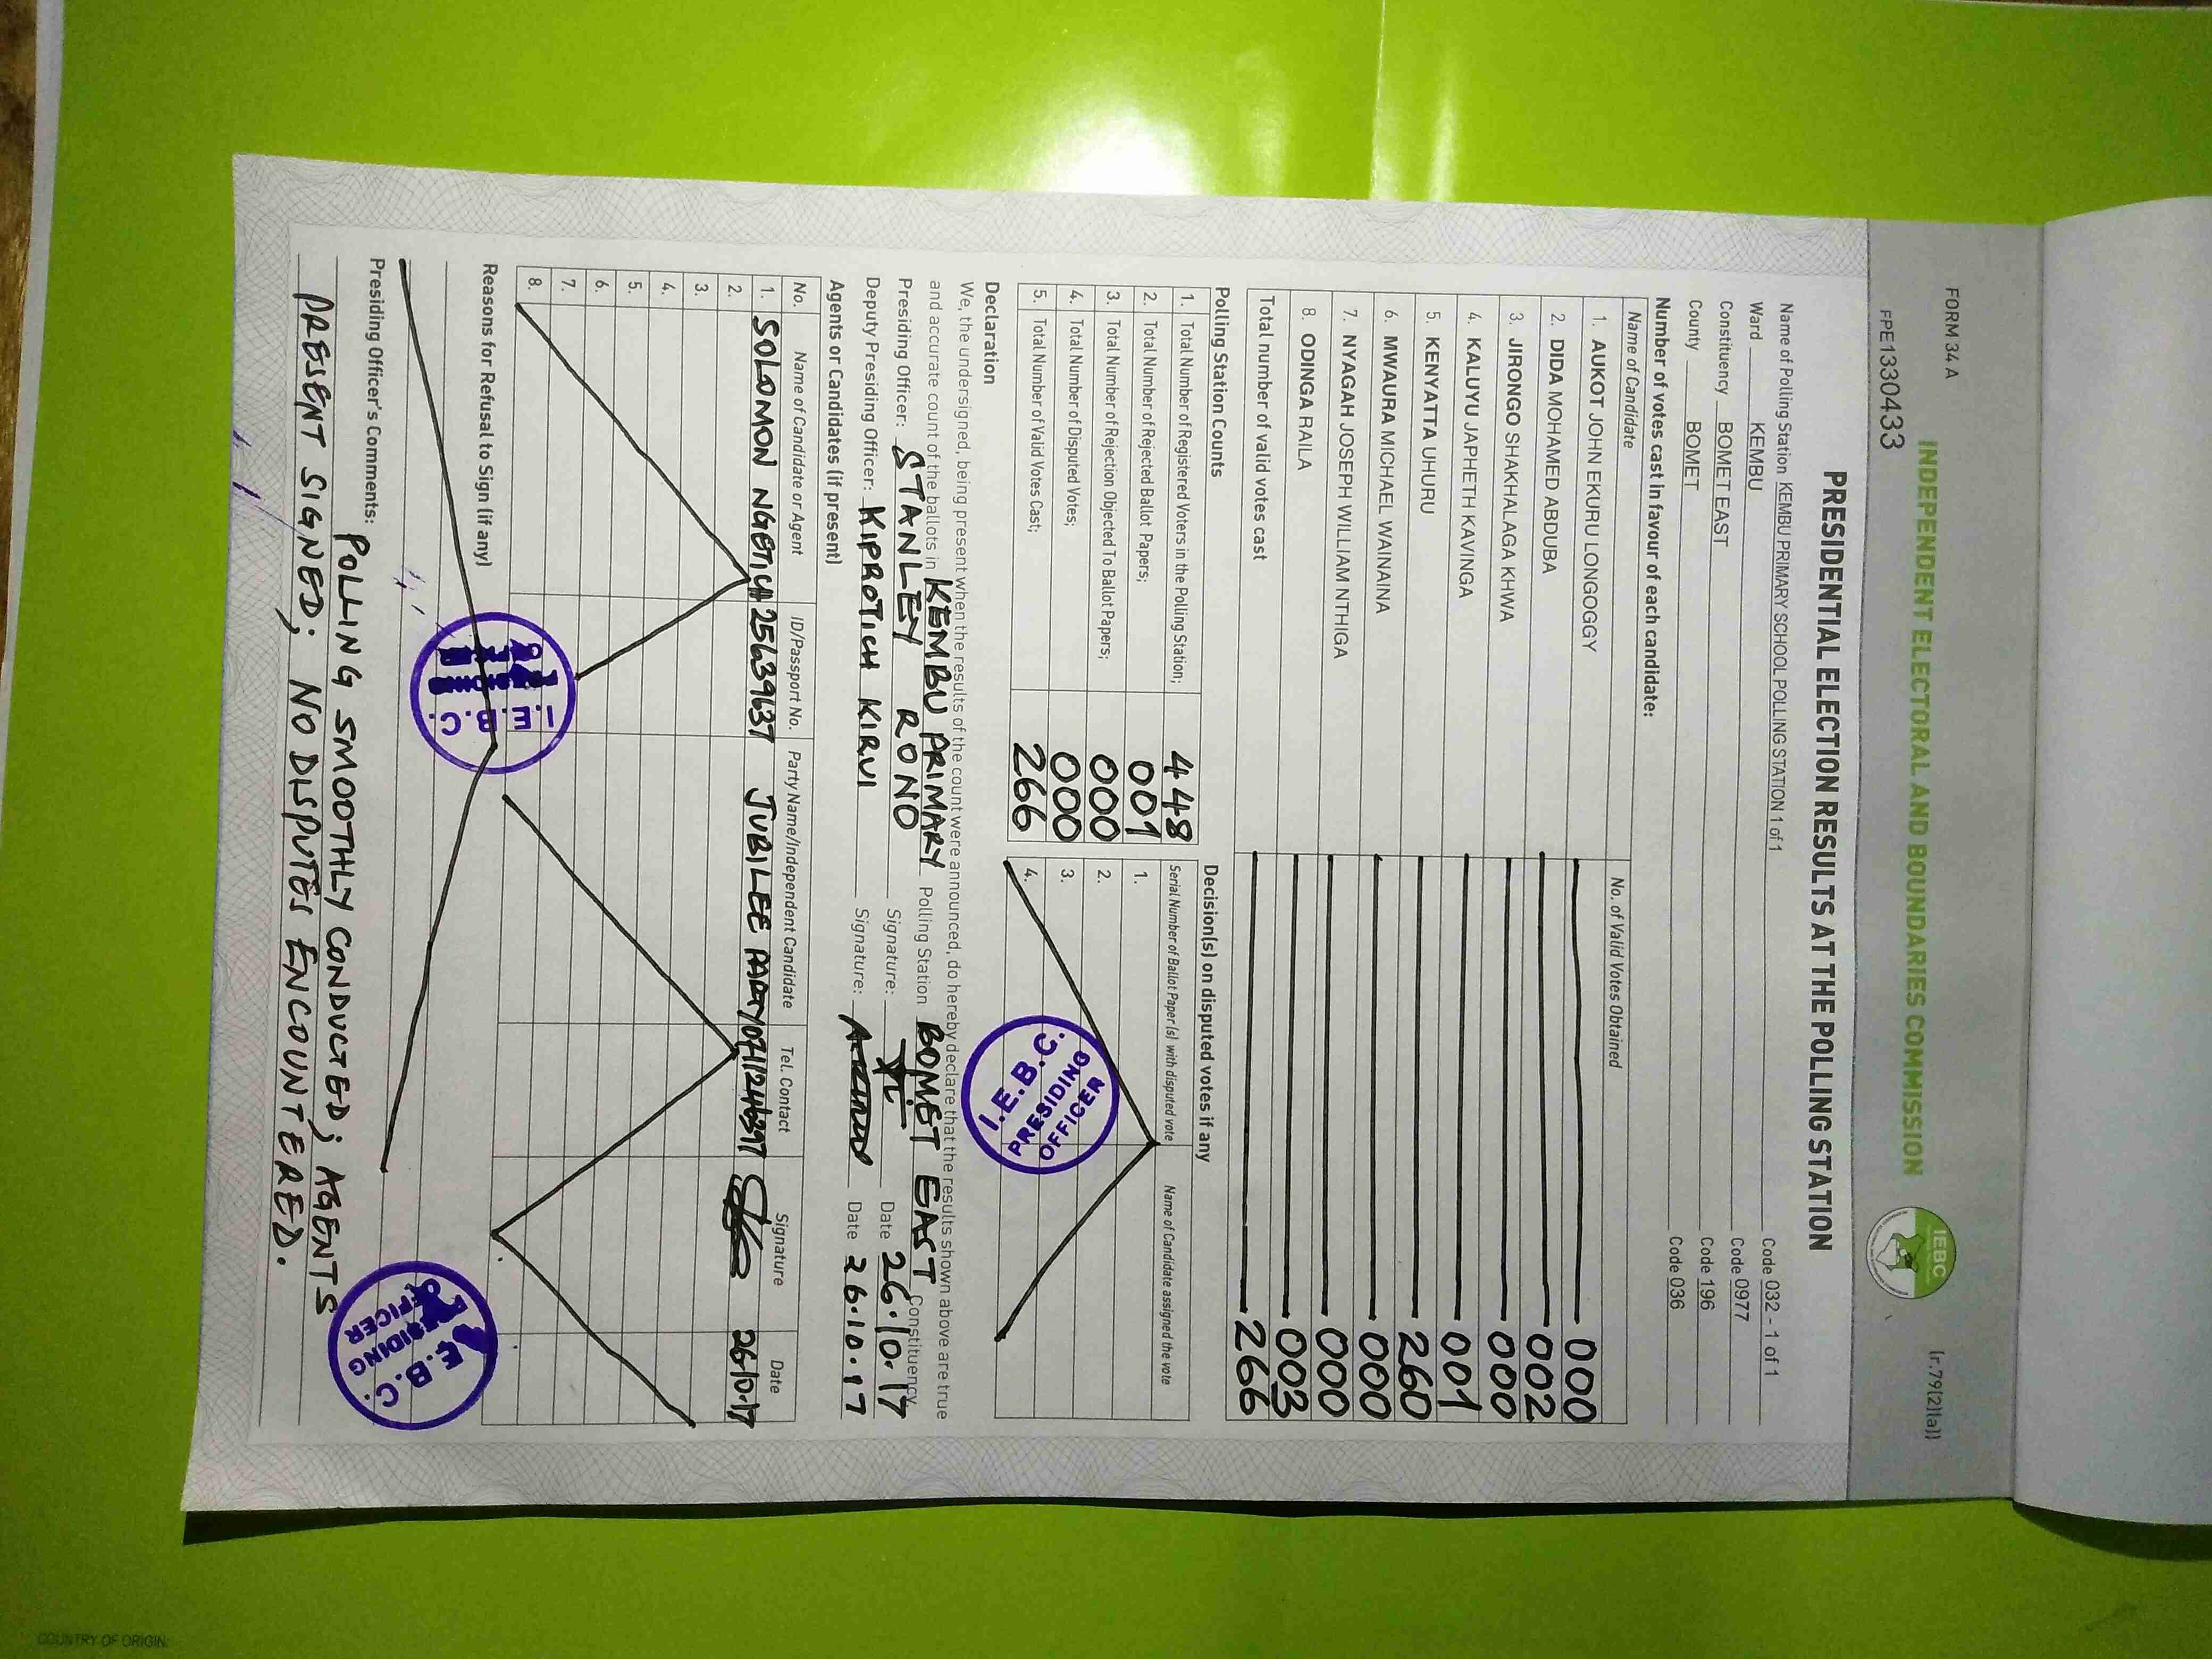 FORM 34 A
(r.79(2)(a))
INDEPENDENT ELECTORAL AND BOUNDARIES COMMISSION
IEBC
FPE1330433
PRESIDENTIAL ELECTION RESULTS AT THE POLLING STATION
Name of Polling Station KEMBU PRIMARY SCHOOL POLLING STATION 1 of 1 Code 032 - 1 of 1
Ward KEMBU Code 0977
Constituency BOMET EAST Code 196
County BOMET Code 036
Number of votes cast in favour of each candidate:
Name of Candidate No. of Valid Votes Obtained
1. AUKOT JOHN EKURU LONGOGGY 000
2. DIDA MOHAMED ABDUBA 002
3. JIRONGO SHAKHALAGA KHWA 000
4. KALUYU JAPHETH KAVINGA 001
5. KENYATTA UHURU 260
6. MWAURA MICHAEL WAINAINA 000
7. NYAGAH JOSEPH WILLIAM NTHIGA 000
8. ODINGA RAILA 003
Total number of valid votes cast 266
Polling Station Counts
1. Total Number of Registered Voters in the Polling Station; 448
2. Total Number of Rejected Ballot Papers; 001
3. Total Number of Rejection Objected To Ballot Papers; 000
4. Total Number of Disputed Votes; 000
5. Total Number of Valid Votes Cast; 266
Decision(s) on disputed votes if any
Serial Number of Ballot Paper (s) with disputed vote Name of Candidate assigned the vote
1.
2.
3.
4.
I.E.B.C.
PRESIDING
OFFICER
Declaration
We, the undersigned, being present when the results of the count were announced, do hereby declare that the results shown above are true
and accurate count of the ballots in KEMBU PRIMARY Polling Station BOMET EAST Constituency
Presiding Officer: STANLEY RONO Signature: Date 26.10.17
Deputy Presiding Officer: KIPROTICH KIRUI Signature: Date 26.10.17
Agents or Candidates (if present)
No. Name of Candidate or Agent ID/Passport No. Party Name/Independent Candidate Tel. Contact Signature Date
1. SOLOMON NGETICH 25639637 JUBILEE PARTY 0711246397 26.10.17
2.
3.
4.
5.
6.
7.
8.
Reasons for Refusal to Sign (if any)
I.E.B.C.
Presiding Officer's Comments: POLLING SMOOTHLY CONDUCTED; AGENTS
PRESENT SIGNED; NO DISPUTES ENCOUNTERED.
E.B.C.
SIDING
OFFICER
COUNTRY OF ORIGIN: